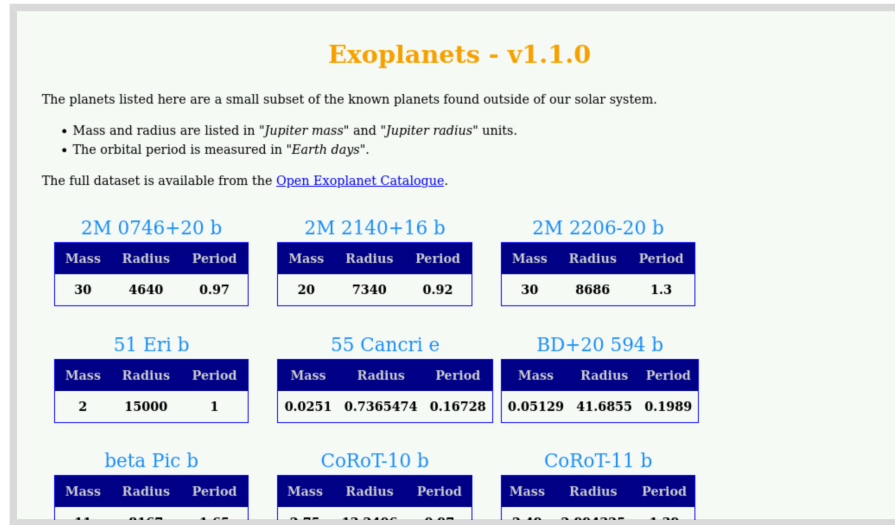 Exoplanets - v1.1.0
The planets listed here are a small subset of the known planets found outside of our solar system.
• Mass and radius are listed in "Jupiter mass" and "Jupiter radius" units.
• The orbital period is measured in "Earth days".
The full dataset is available from the Open Exoplanet Catalogue.
2M 0746+20 b 2M 2140+16 b 2M 2206-20 b
Mass Radius Period Mass Radius Period Mass Radius Period
30 4640 0.97 20 7340 0.92 30 8686 1.3
51 Eri b 55 Cancri e BD+20 594 b
Mass Radius Period Mass Radius Period Mass Radius Period
2 15000 1 0.0251 0.7365474 0.16728 0.05129 41.6855 0.1989
beta Pic b CoRoT-10 b CoRoT-11 b
Mass Radius Period Mass Radius Period Mass Radius Period